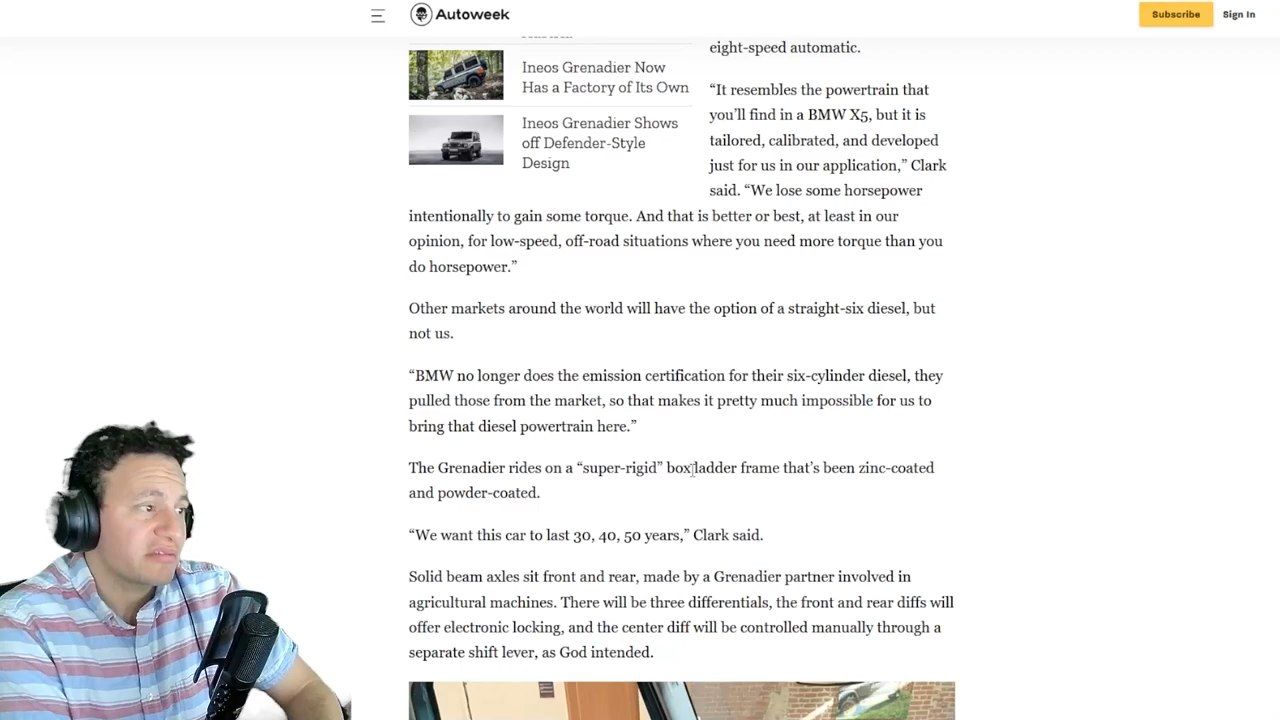 Autoweek
Subscribe
Sign In
Ineos Grenadier Now
Has a Factory of Its Own
Ineos Grenadier Shows
off Defender-Style
Design
eight-speed automatic.
“It resembles the powertrain that
you’ll find in a BMW X5, but it is
tailored, calibrated, and developed
just for us in our application,” Clark
said. “We lose some horsepower
intentionally to gain some torque. And that is better or best, at least in our
opinion, for low-speed, off-road situations where you need more torque than you
do horsepower.”
Other markets around the world will have the option of a straight-six diesel, but
not us.
“BMW no longer does the emission certification for their six-cylinder diesel, they
pulled those from the market, so that makes it pretty much impossible for us to
bring that diesel powertrain here.”
The Grenadier rides on a “super-rigid” box ladder frame that’s been zinc-coated
and powder-coated.
“We want this car to last 30, 40, 50 years,” Clark said.
Solid beam axles sit front and rear, made by a Grenadier partner involved in
agricultural machines. There will be three differentials, the front and rear diffs will
offer electronic locking, and the center diff will be controlled manually through a
separate shift lever, as God intended.